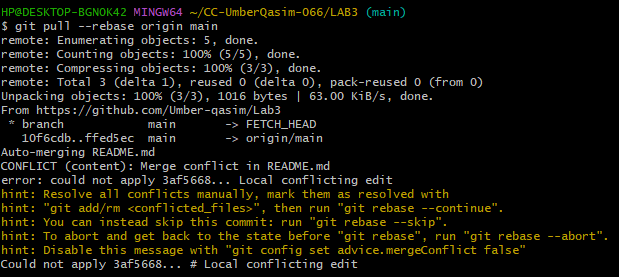 HP@DESKTOP-BGNOK42 MINGW64 ~/CC-UmberQasim-066/LAB3 (main)
$ git pull --rebase origin main
remote: Enumerating objects: 5, done.
remote: Counting objects: 100% (5/5), done.
remote: Compressing objects: 100% (3/3), done.
remote: Total 3 (delta 1), reused 0 (delta 0), pack-reused 0 (from 0)
Unpacking objects: 100% (3/3), 1016 bytes | 63.00 KiB/s, done.
From https://github.com/Umber-qasim/Lab3
 * branch            main       -> FETCH_HEAD
   10f6cdb..ffed5ec  main       -> origin/main
Auto-merging README.md
CONFLICT (content): Merge conflict in README.md
error: could not apply 3af5668... Local conflicting edit
hint: Resolve all conflicts manually, mark them as resolved with
hint: "git add/rm <conflicted_files>", then run "git rebase --continue".
hint: You can instead skip this commit: run "git rebase --skip".
hint: To abort and get back to the state before "git rebase", run "git rebase --abort".
hint: Disable this message with "git config set advice.mergeConflict false"
Could not apply 3af5668... # Local conflicting edit